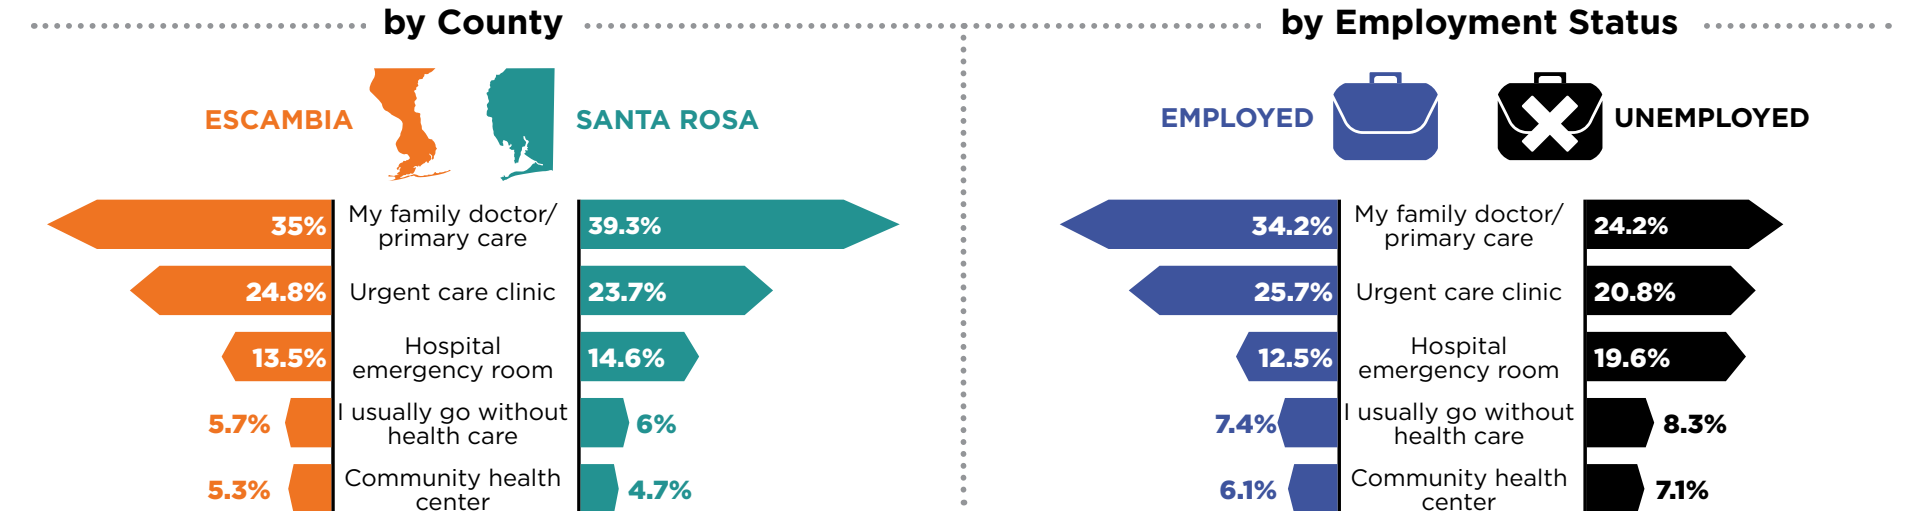 by County
ESCAMBIA
SANTA ROSA
35%
My family doctor/
primary care
39.3%
24.8%
Urgent care clinic
23.7%
13.5%
Hospital
emergency room
14.6%
5.7%
I usually go without
health care
6%
5.3%
Community health
center
4.7%
by Employment Status
EMPLOYED
UNEMPLOYED
34.2%
My family doctor/
primary care
24.2%
25.7%
Urgent care clinic
20.8%
12.5%
Hospital
emergency room
19.6%
7.4%
I usually go without
health care
8.3%
6.1%
Community health
center
7.1%